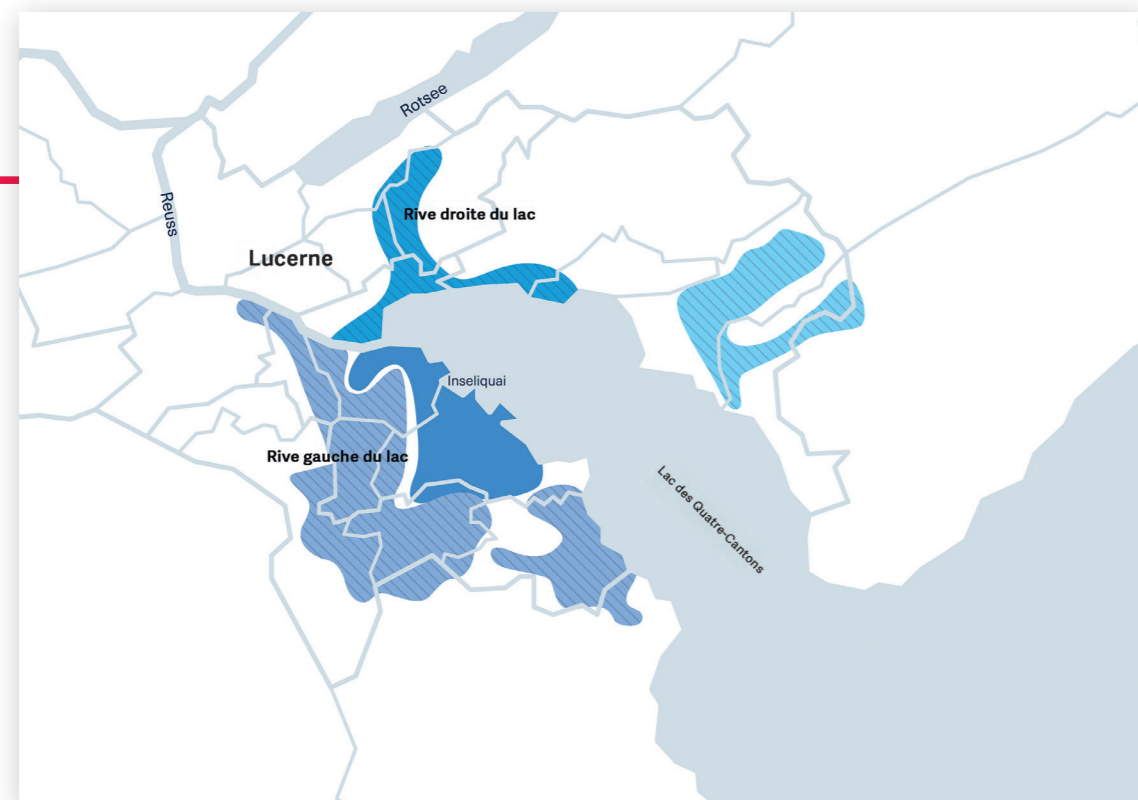 Rotsee
Reuss
Rive droite du lac
Lucerne
Inseliquai
Rive gauche du lac
Lac des Quatre-Cantons